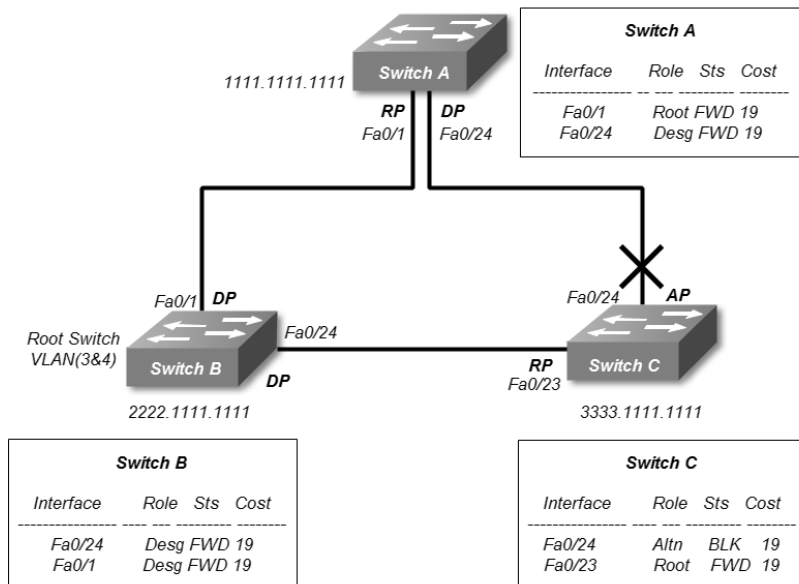 Switch A
1111.1111.1111
RP DP
Fa0/1 Fa0/24
Switch A
Interface Role Sts Cost
---------------- -- --- --------- ------
Fa0/1 Root FWD 19
Fa0/24 Desg FWD 19
Fa0/1 DP
Fa0/24 AP
Root Switch
VLAN(3&4)
Fa0/24
Switch B
DP
RP
Fa0/23
Switch C
2222.1111.1111
3333.1111.1111
Switch B
Interface Role Sts Cost
------------------- ---- --- --------- ------
Fa0/24 Desg FWD 19
Fa0/1 Desg FWD 19
Switch C
Interface Role Sts Cost
------------------- ---- --- --------- ------
Fa0/24 Altn BLK 19
Fa0/23 Root FWD 19